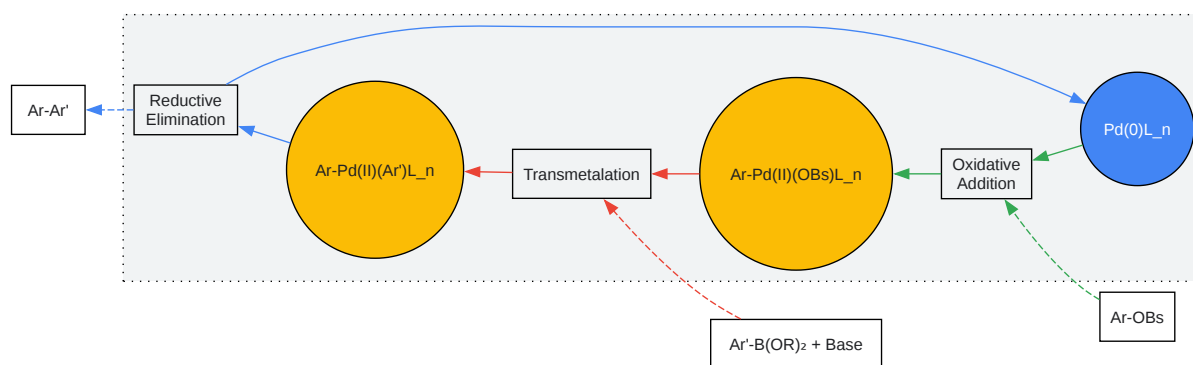 Ar-Ar'
Reductive
Elimination
Ar-Pd(II)(Ar')L_n
Transmetalation
Ar-Pd(II)(OBs)L_n
Oxidative
Addition
Pd(0)L_n
Ar'-B(OR)₂ + Base
Ar-OBs